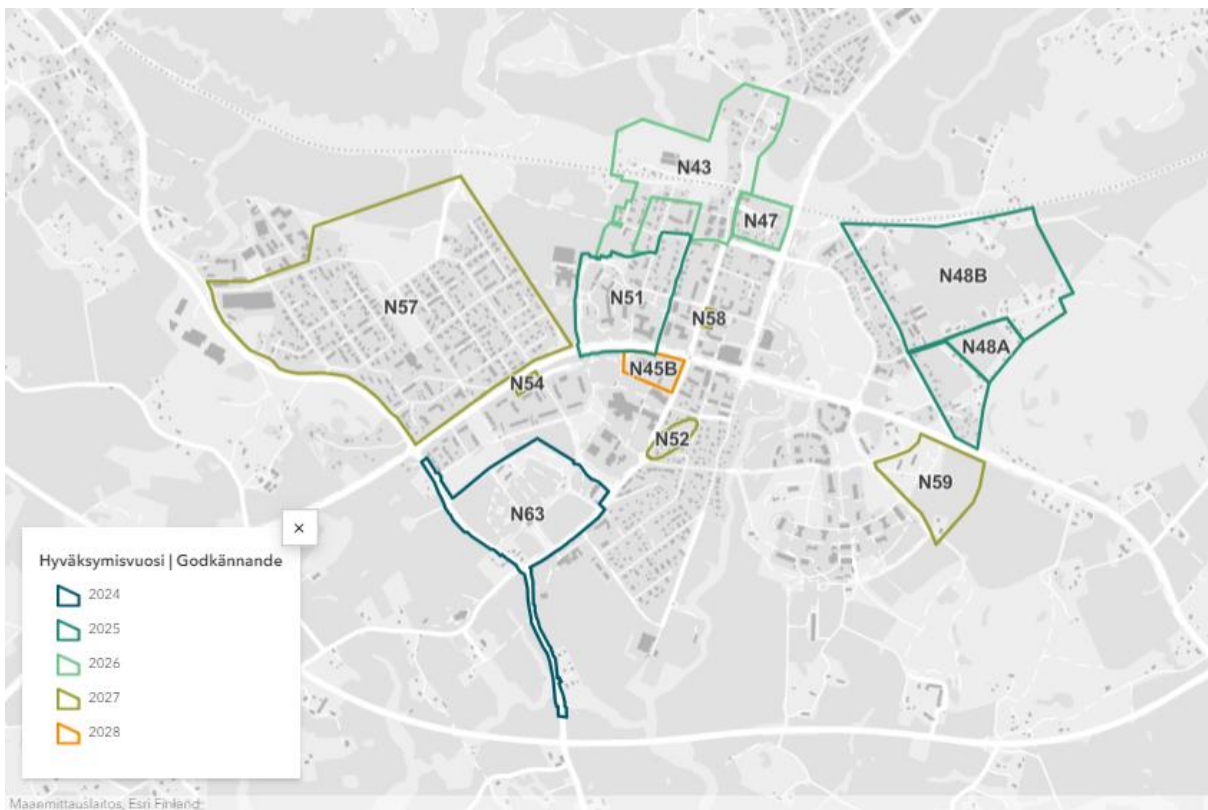 N43
N47
N48B
N51
N57
N58
N48A
N45B
N54
N52
N59
N63
×
Hyväksymisvuosi | Godkännande
2024
2025
2026
2027
2028
Maanmittauslaitos, Esri Finland